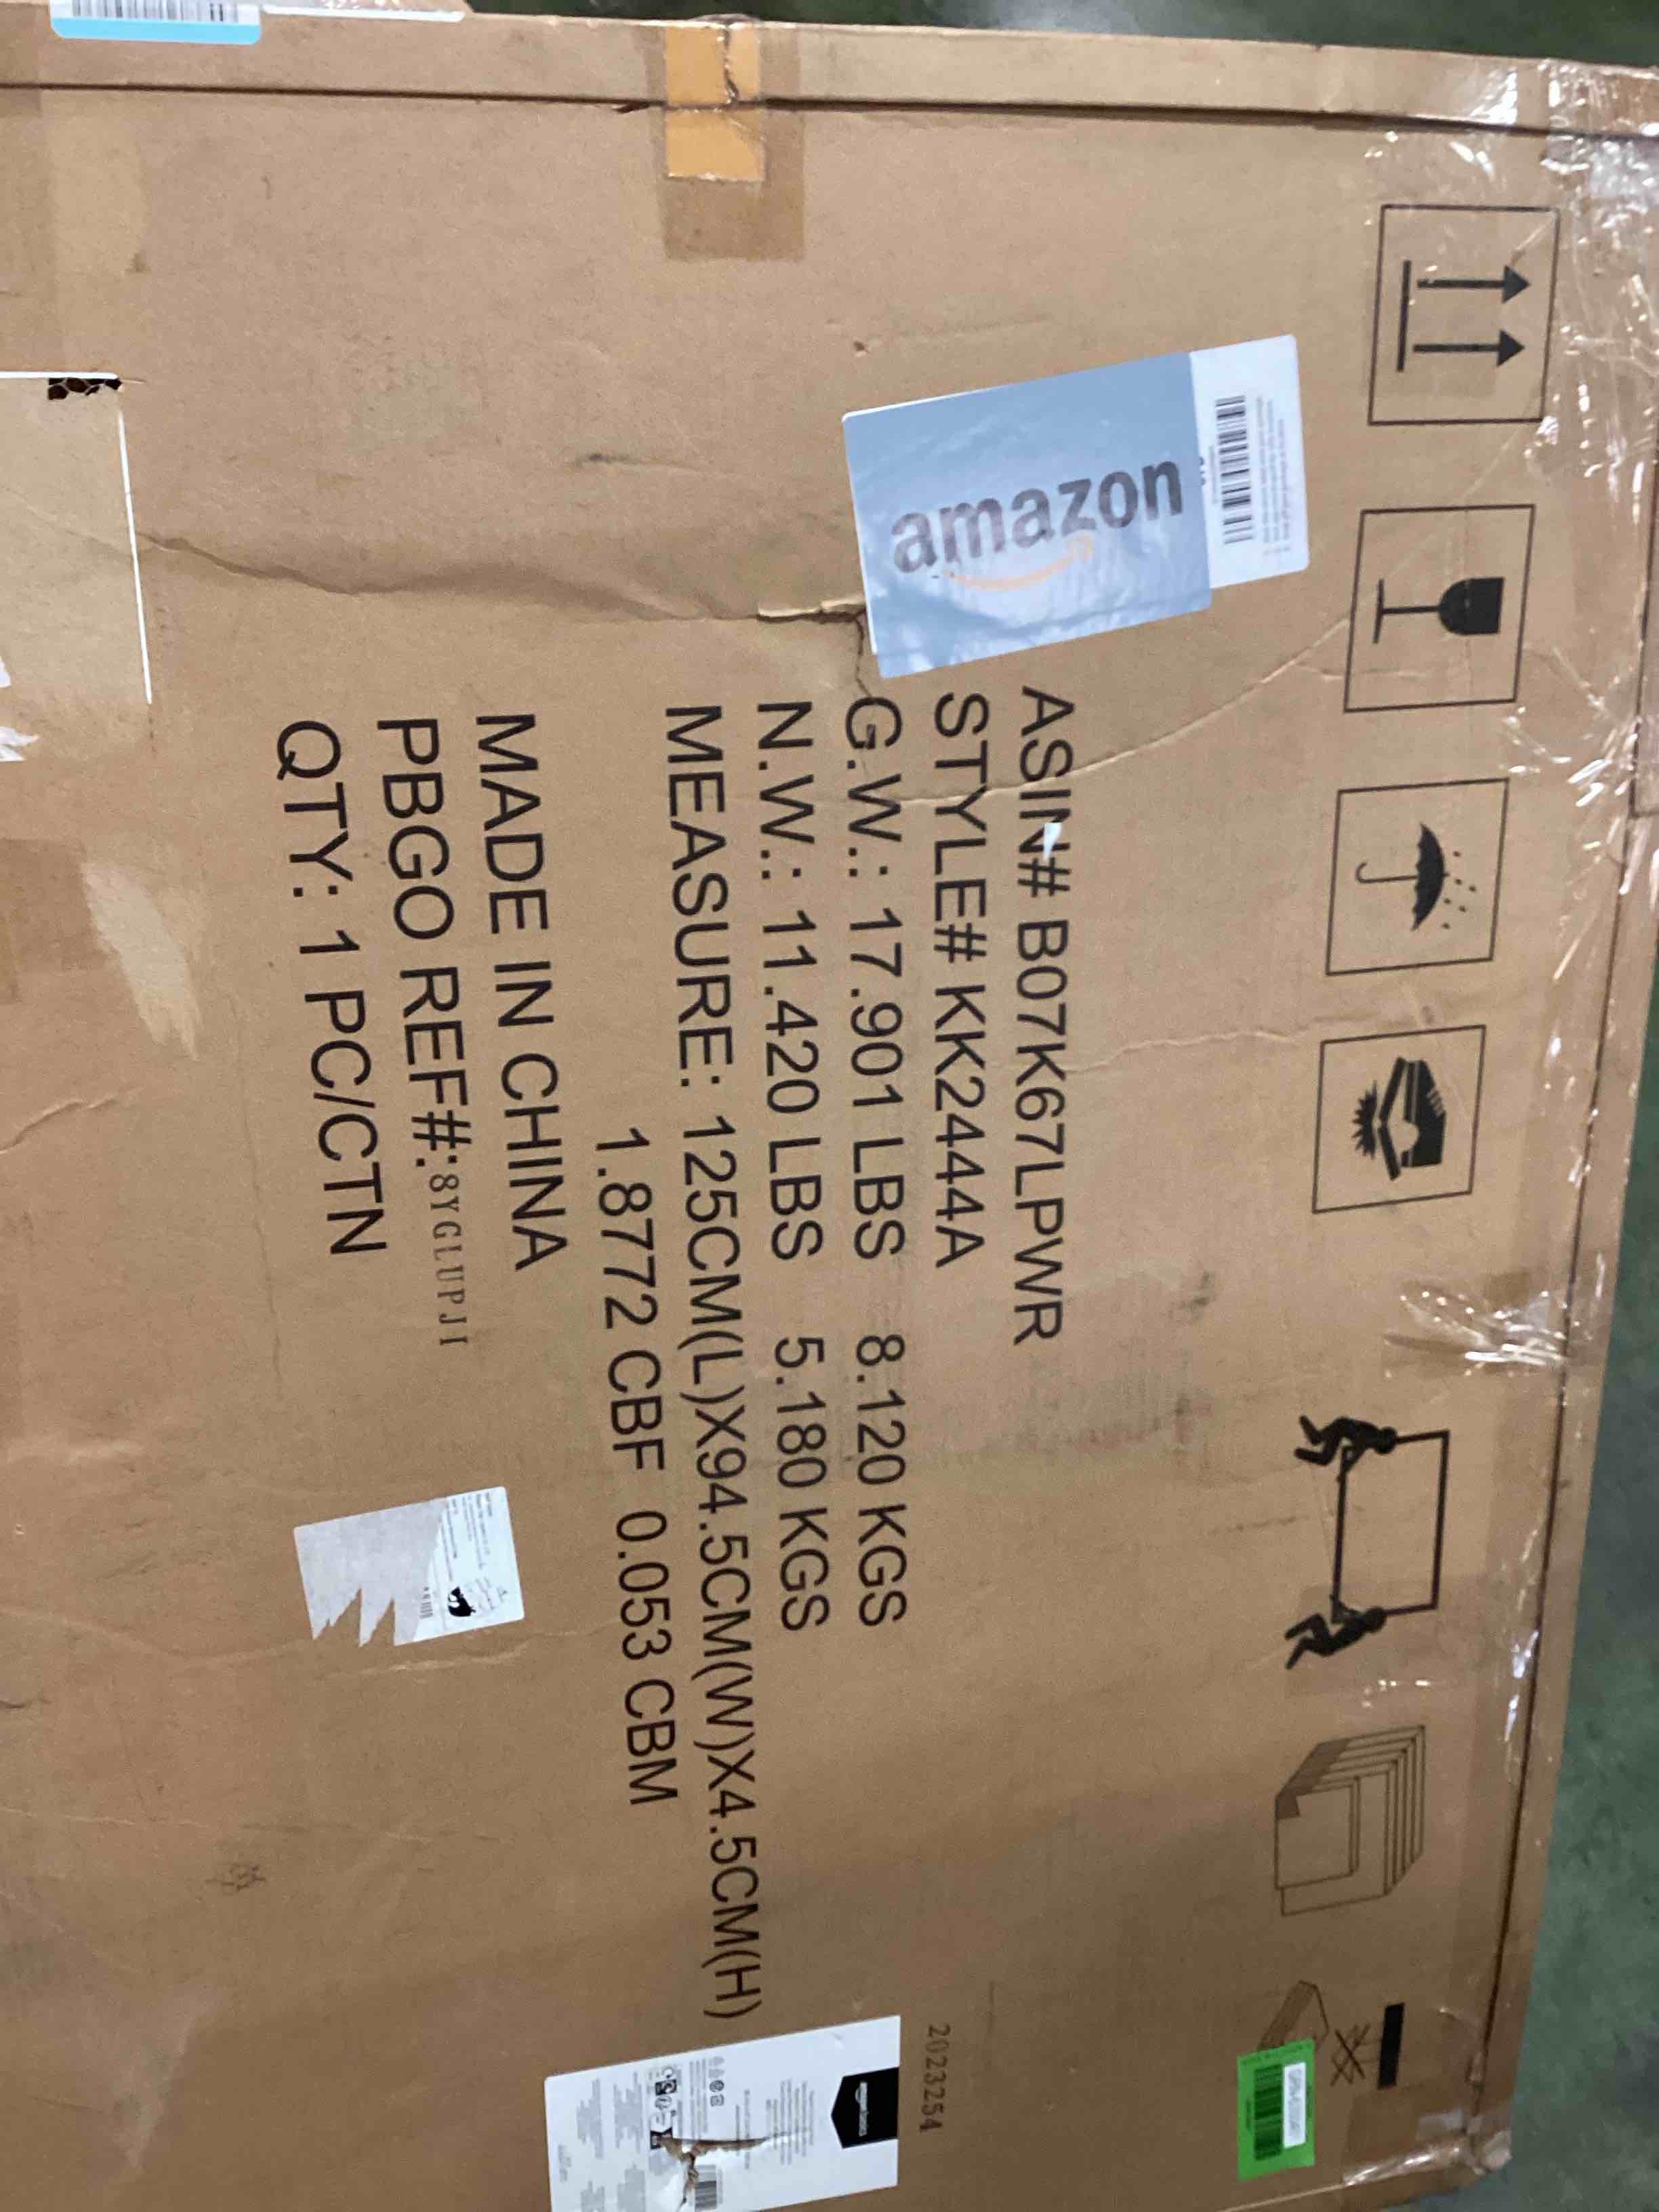 amazon
ASIN# B07K67LPWR
STYLE# KK2444A
G.W.: 17.901 LBS 8.120 KGS
N.W.: 11.420 LBS 5.180 KGS
MEASURE: 125CM(L)X94.5CM(W)X4.5CM(H)
1.8772 CBF 0.053 CBM
MADE IN CHINA
PBGO REF#:8YGLUPJI
QTY: 1 PC/CTN
2023254